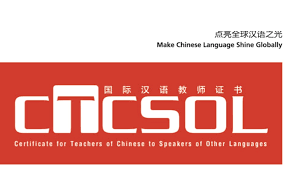 点亮全球汉语之光
Make Chinese Language Shine Globally
国际汉语教师证书
CTCSOL
Certificate for Teachers of Chinese to Speakers of Other Languages